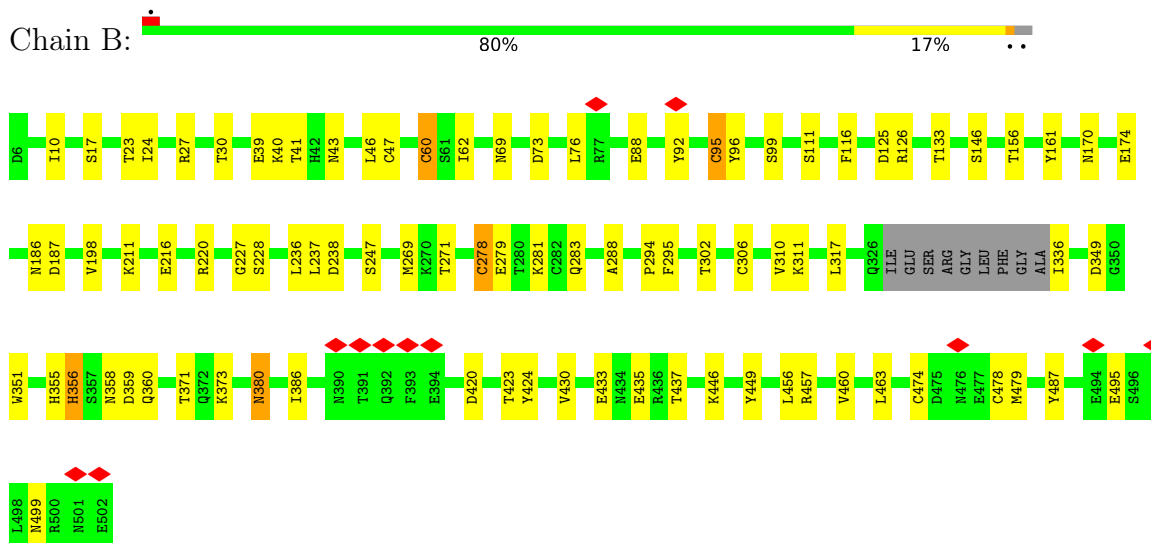 Chain B:
80% 17%
D6 I10 S17 T23 I24 R27 T30 E39 K40 T41 H42 N43 L46 C47 C60 S61 I62 N69 D73 L76 R77 E88 Y92 C95 Y96 S99 S111 F116 D125 R126 T133 S146 T156 Y161 N170 E174
N186 D187 V198 K211 E216 R220 G227 S228 L236 L237 D238 S247 M269 K270 T271 C278 E279 T280 K281 C282 Q283 A288 P294 F295 T302 C306 V310 K311 L317 Q326 ILE GLU SER ARG GLY LEU PHE GLY ALA I336 D349 G350
W351 H355 H356 S357 N358 D359 Q360 T371 Q372 K373 N380 I386 N390 T391 Q392 F393 E394 D420 T423 Y424 V430 E433 N434 E435 R436 T437 K446 Y449 L456 R457 V460 L463 C474 D475 N476 E477 C478 M479 Y487 E494 E495 S496
L498 N499 R500 N501 E502